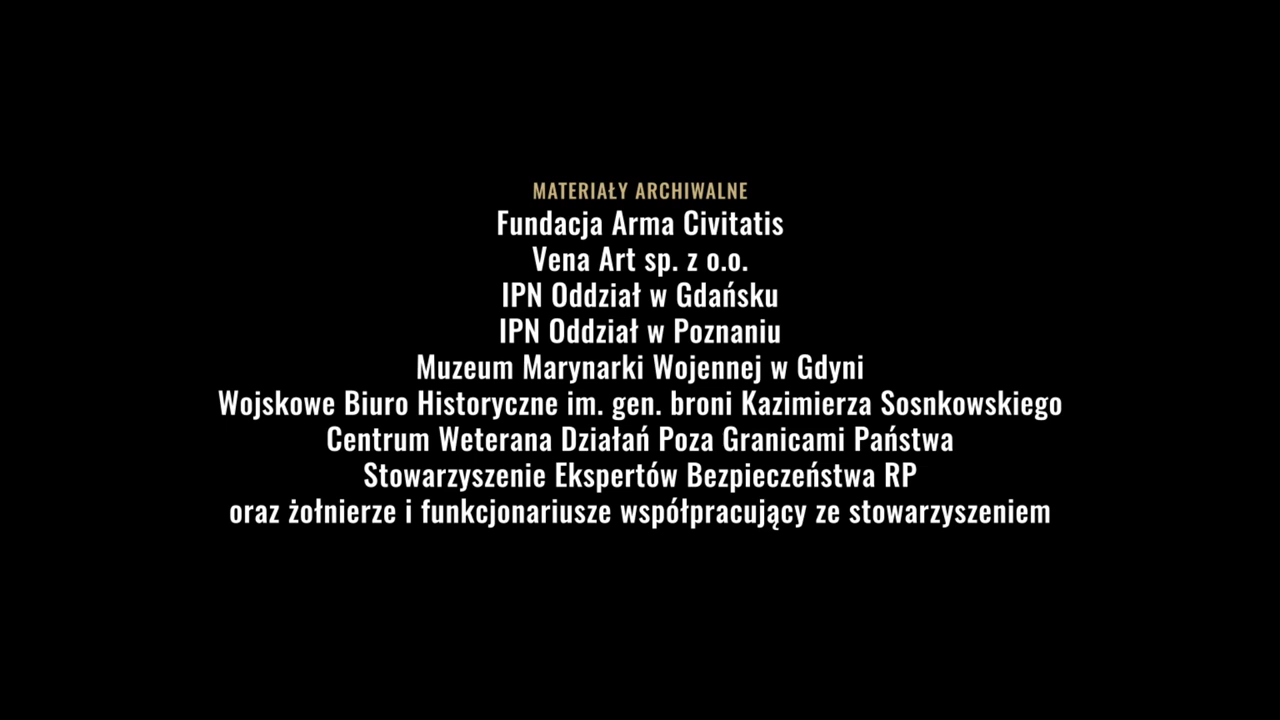 MATERIAŁY ARCHIWALNE
Fundacja Arma Civitatis
Vena Art sp. z o.o.
IPN Oddział w Gdańsku
IPN Oddział w Poznaniu
Muzeum Marynarki Wojennej w Gdyni
Wojskowe Biuro Historyczne im. gen. broni Kazimierza Sosnkowskiego
Centrum Weterana Działań Poza Granicami Państwa
Stowarzyszenie Ekspertów Bezpieczeństwa RP
oraz żołnierze i funkcjonariusze współpracujący ze stowarzyszeniem